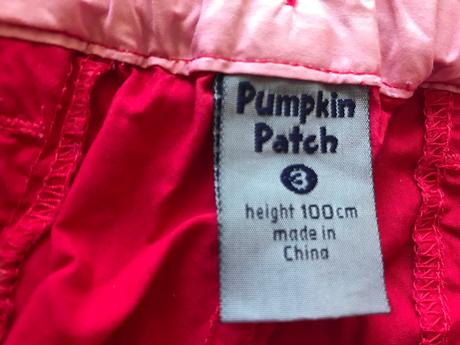 Pumpkin
Patch
3
height 100cm
made in
China